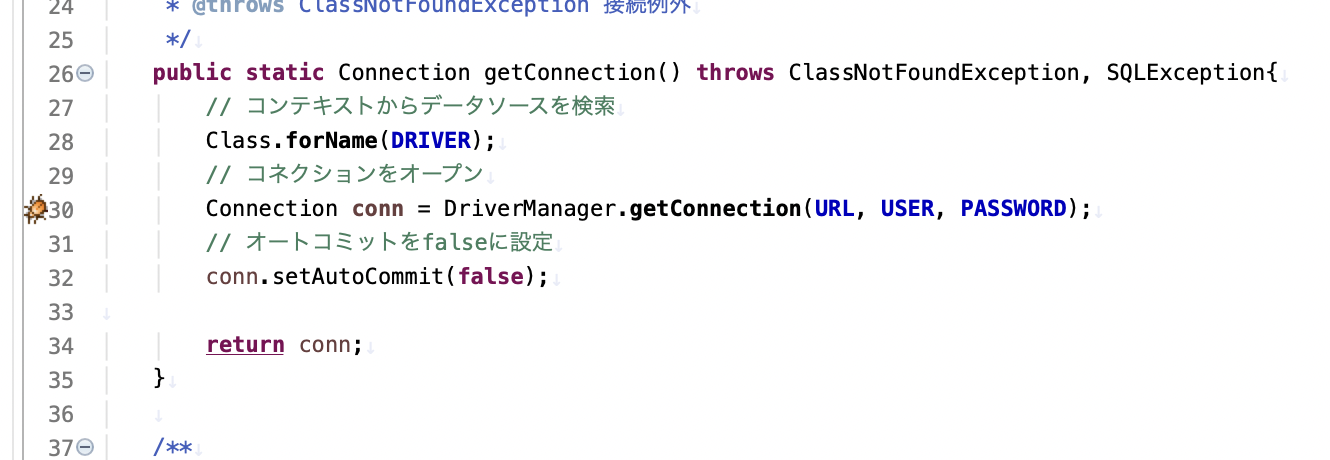 24 * @throws ClassNotFoundException 接続例外↓
25 */↓
26 public static Connection getConnection() throws ClassNotFoundException, SQLException{↓
27 // コンテキストからデータソースを検索↓
28 Class.forName(DRIVER);↓
29 // コネクションをオープン↓
30 Connection conn = DriverManager.getConnection(URL, USER, PASSWORD);↓
31 // オートコミットをfalseに設定↓
32 conn.setAutoCommit(false);↓
33 ↓
34 return conn;↓
35 }↓
36 ↓
37 /**↓